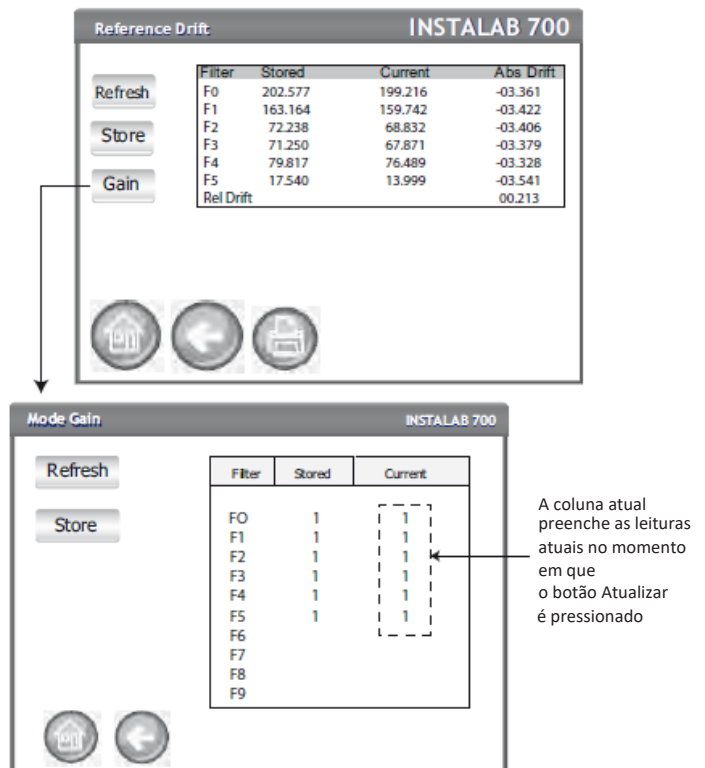 Reference Drift INSTALAB 700
Refresh
Store
Gain
Filter Stored Current Abs Drift
F0 202.577 199.216 -03.361
F1 163.164 159.742 -03.422
F2 72.238 68.832 -03.406
F3 71.250 67.871 -03.379
F4 79.817 76.489 -03.328
F5 17.540 13.999 -03.541
Rel Drift 00.213
Mode Gain INSTALAB 700
Refresh
Store
Filter Stored Current
FO 1 1
F1 1 1
F2 1 1
F3 1 1
F4 1 1
F5 1 1
F6
F7
F8
F9
A coluna atual
preenche as leituras
atuais no momento
em que
o botão Atualizar
é pressionado